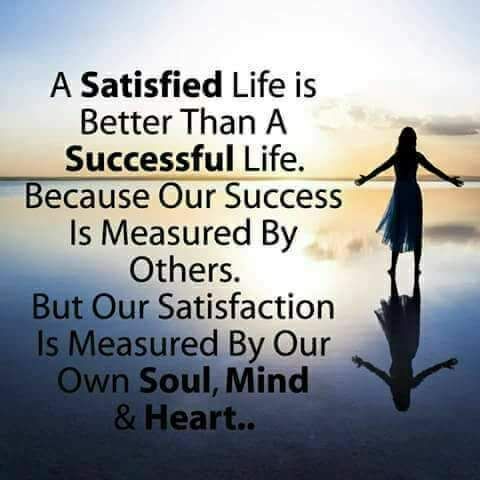 A Satisfied Life is
Better Than A
Successful Life.
Because Our Success
Is Measured By
Others.
But Our Satisfaction
Is Measured By Our
Own Soul, Mind
& Heart..